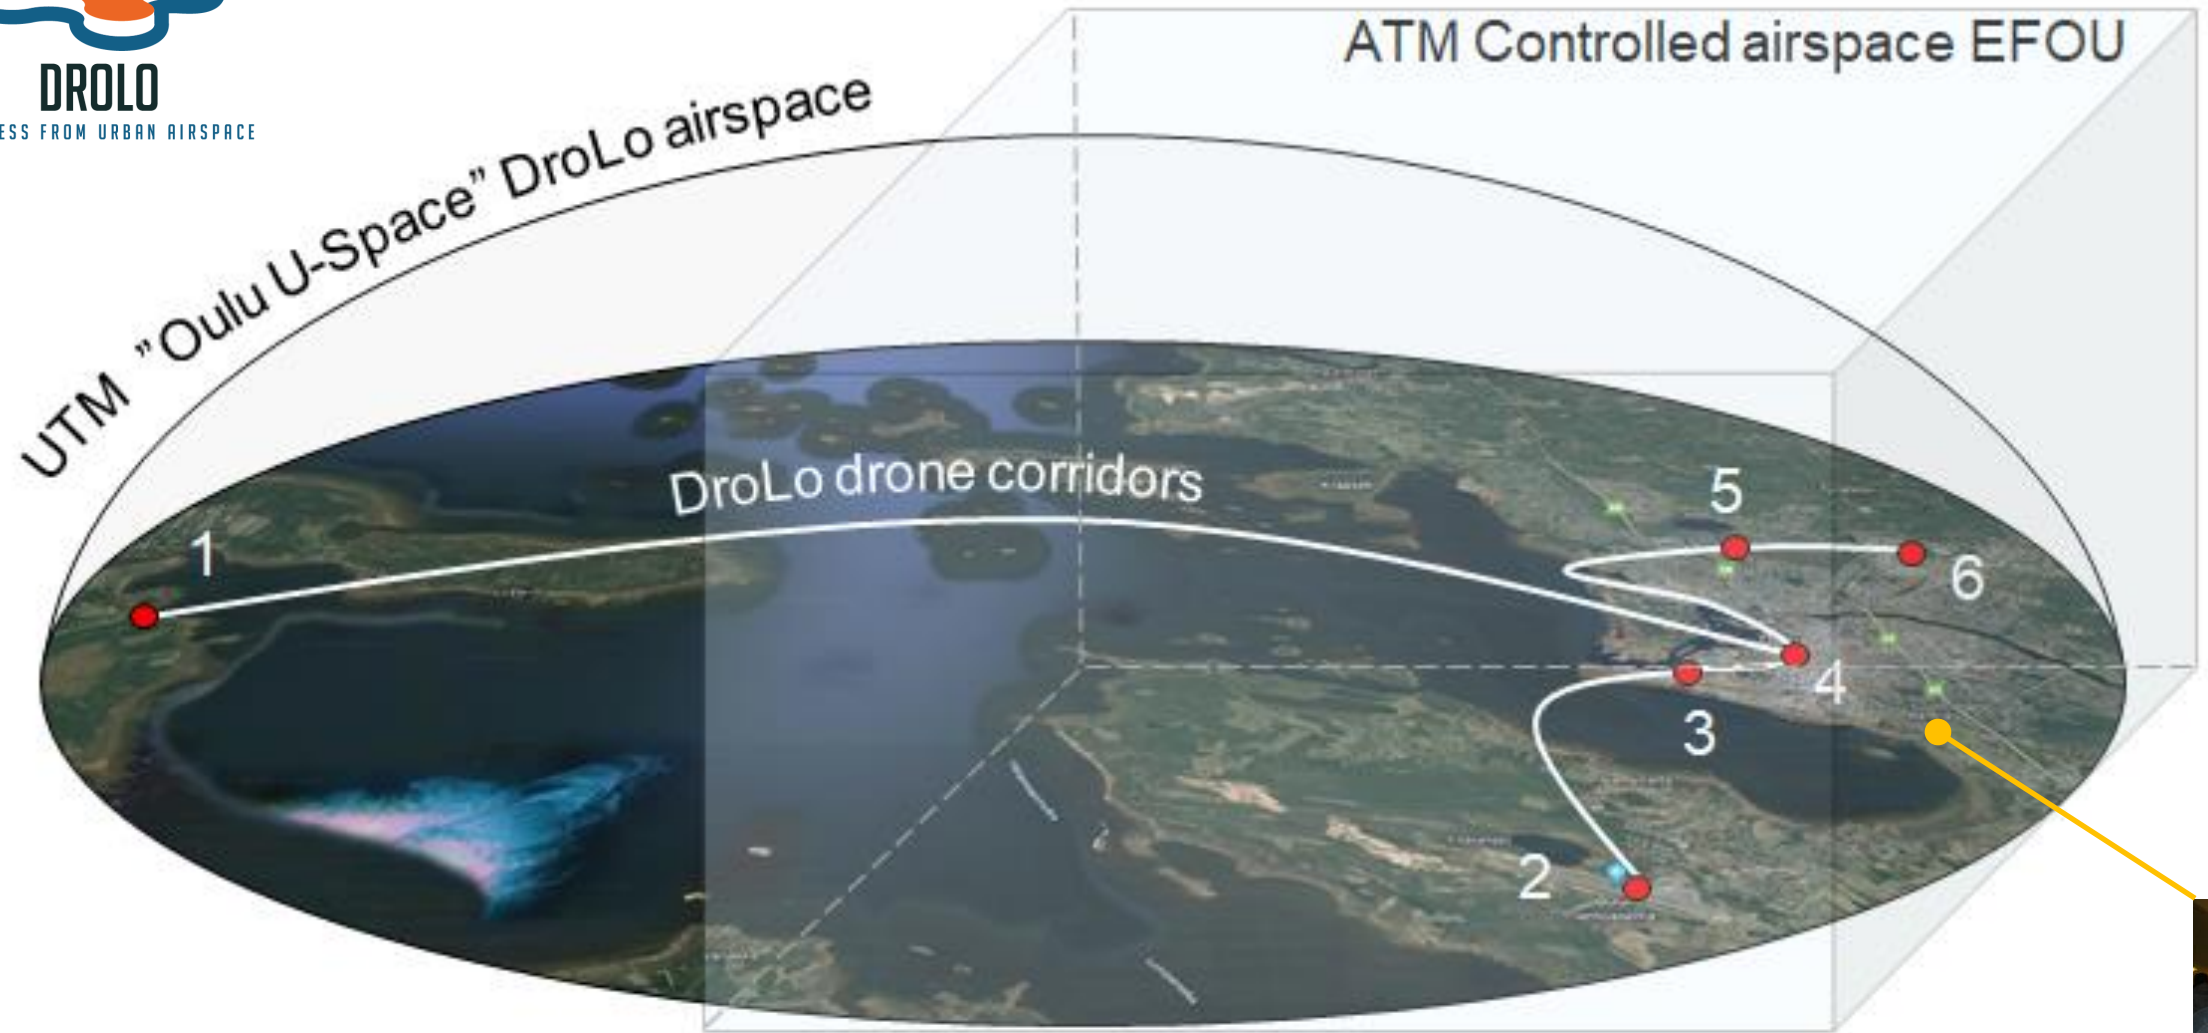 DROLO
ESS FROM URBAN AIRSPACE
ATM Controlled airspace EFOU
UTM ”Oulu U-Space” DroLo airspace
DroLo drone corridors
1
5
6
4
3
2